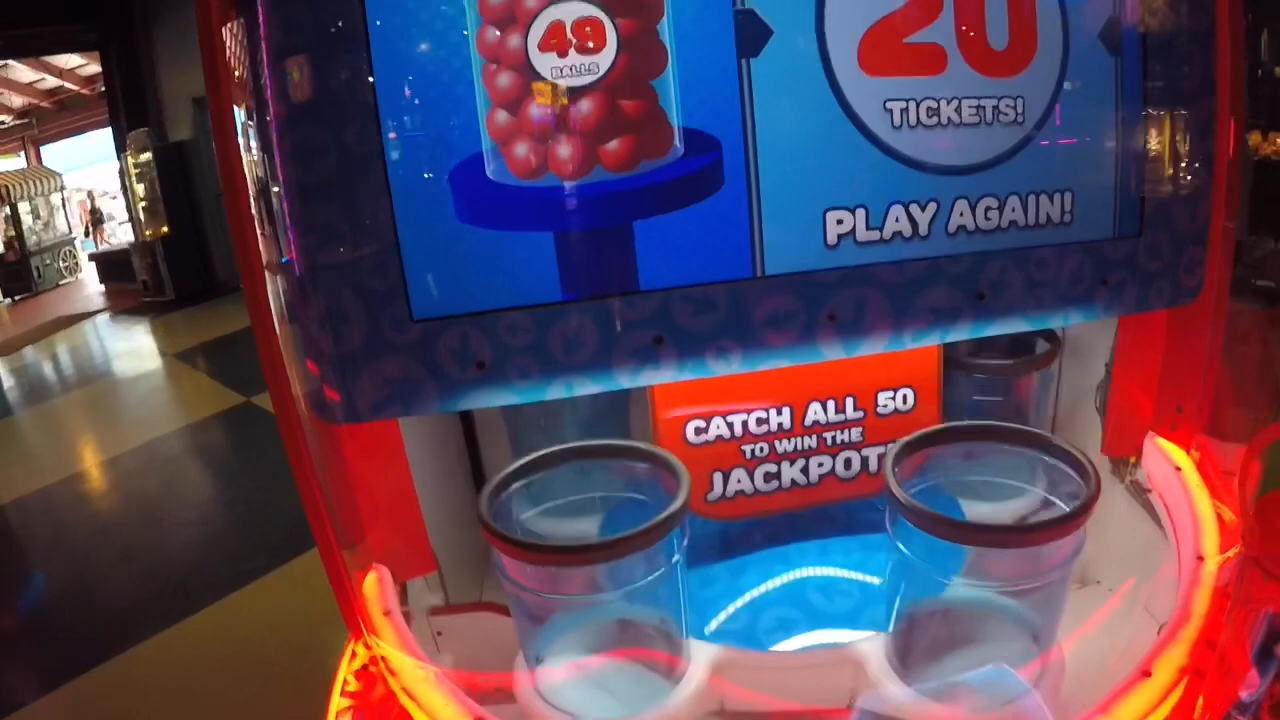 49
BALLS
20
TICKETS!
PLAY AGAIN!
CATCH ALL 50
TO WIN THE
JACKPOT!